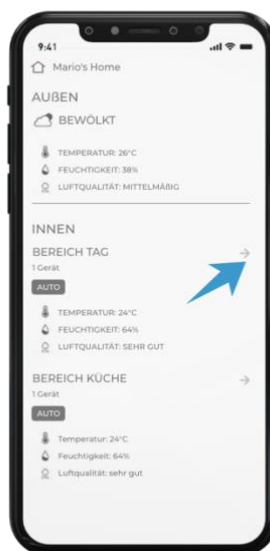 9:41
Mario's Home
AUßEN
BEWÖLKT
TEMPERATUR: 26°C
FEUCHTIGKEIT: 38%
LUFTQUALITÄT: MITTELMÄßIG
INNEN
BEREICH TAG
1 Gerät
AUTO
TEMPERATUR: 24°C
FEUCHTIGKEIT: 64%
LUFTQUALITÄT: SEHR GUT
BEREICH KÜCHE
1 Gerät
AUTO
Temperatur: 24°C
Feuchtigkeit: 64%
Luftqualität: sehr gut